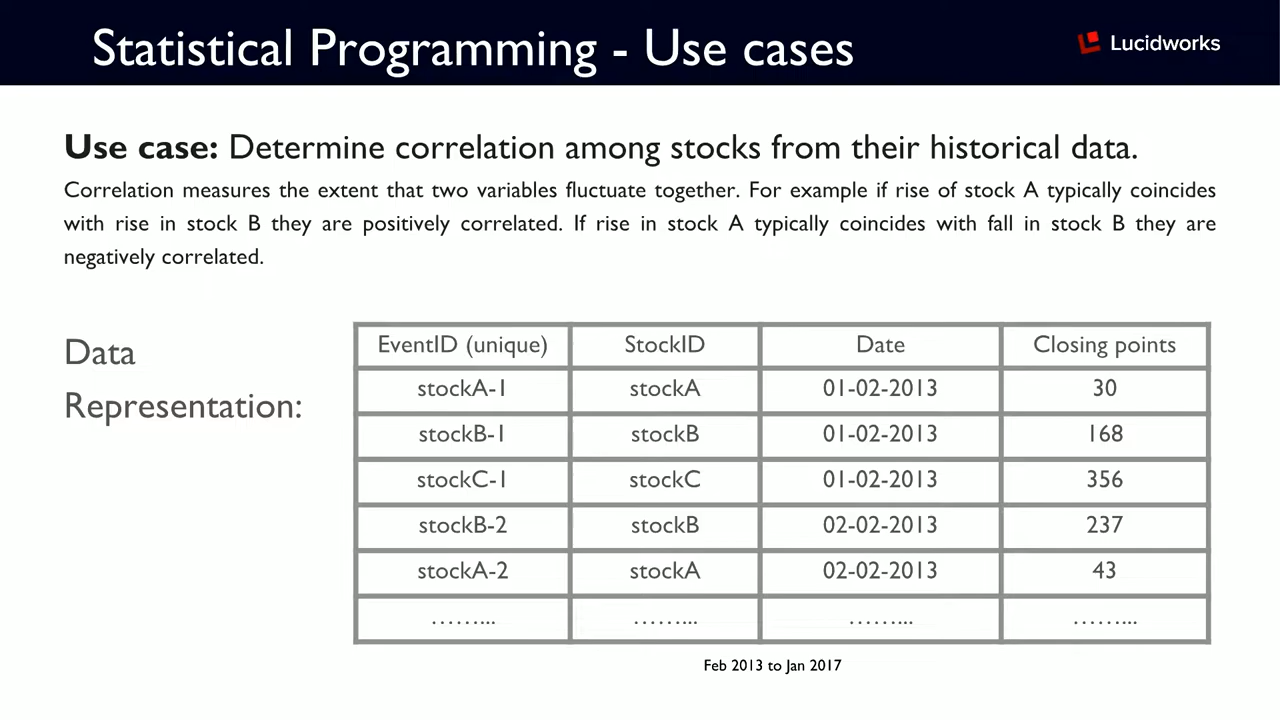 Statistical Programming - Use cases
Lucidworks
Use case: Determine correlation among stocks from their historical data.
Correlation measures the extent that two variables fluctuate together. For example if rise of stock A typically coincides
with rise in stock B they are positively correlated. If rise in stock A typically coincides with fall in stock B they are
negatively correlated.
Data
Representation:
EventID (unique) StockID Date Closing points
stockA-1 stockA 01-02-2013 30
stockB-1 stockB 01-02-2013 168
stockC-1 stockC 01-02-2013 356
stockB-2 stockB 02-02-2013 237
stockA-2 stockA 02-02-2013 43
……... ……... ……... ……...
Feb 2013 to Jan 2017